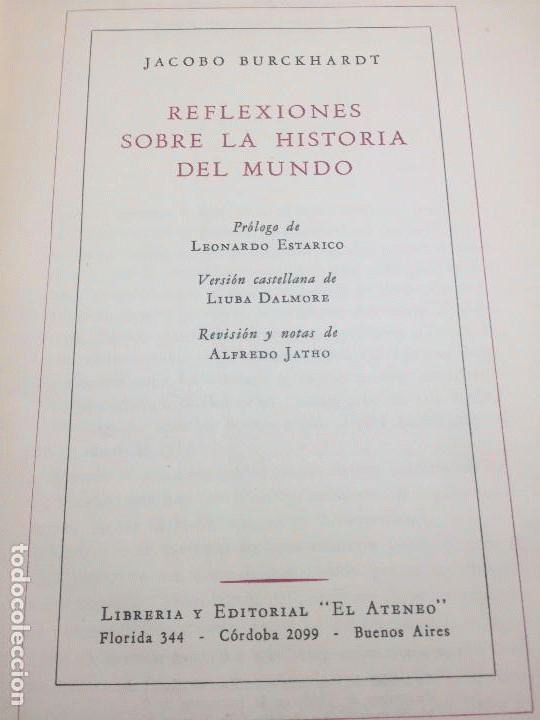 JACOBO BURCKHARDT
REFLEXIONES
SOBRE LA HISTORIA
DEL MUNDO
Prólogo de
LEONARDO ESTARICO
Versión castellana de
LIUBA DALMORE
Revisión y notas de
ALFREDO JATHO
LIBRERIA Y EDITORIAL "EL ATENEO"
Florida 344 - Córdoba 2099 - Buenos Aires
todocoleccion.net